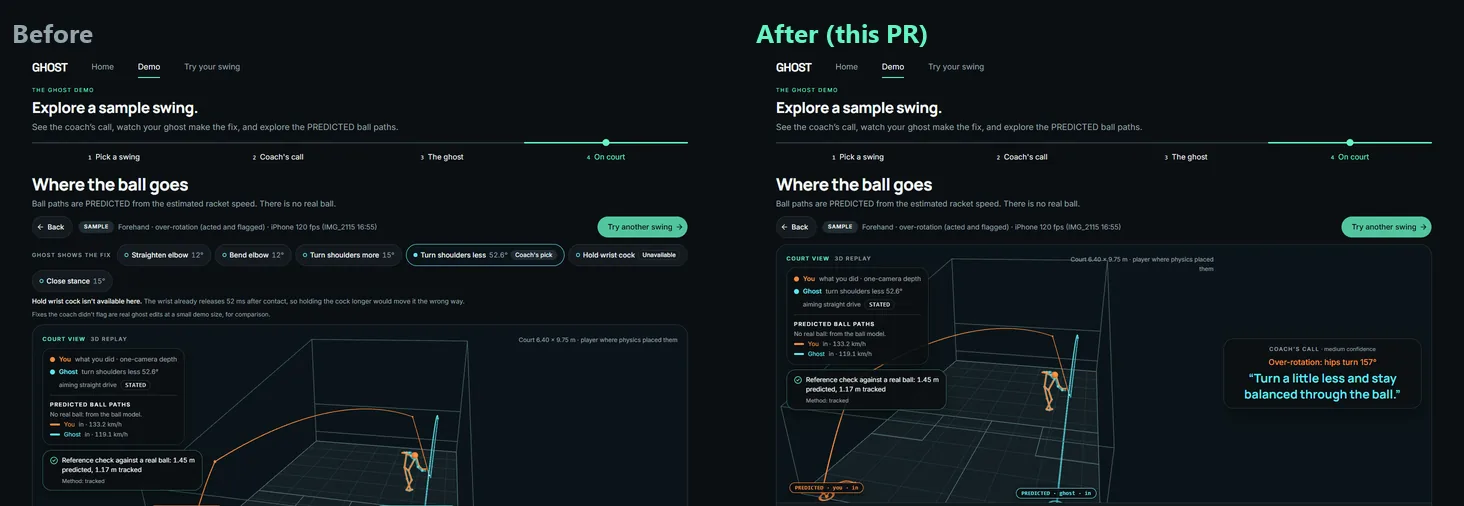 Before
GHOST Home Demo Try your swing
THE GHOST DEMO
Explore a sample swing.
See the coach's call, watch your ghost make the fix, and explore the PREDICTED ball paths.
1 Pick a swing 2 Coach's call 3 The ghost 4 On court
Where the ball goes
Ball paths are PREDICTED from the estimated racket speed. There is no real ball.
← Back SAMPLE Forehand · over-rotation (acted and flagged) · iPhone 120 fps (IMG_2115 16:55) Try another swing →
GHOST SHOWS THE FIX Straighten elbow 12° Bend elbow 12° Turn shoulders more 15° Turn shoulders less 52.6° Coach's pick Hold wrist cock Unavailable
Close stance 15°
Hold wrist cock isn't available here. The wrist already releases 52 ms after contact, so holding the cock longer would move it the wrong way.
Fixes the coach didn't flag are real ghost edits at a small demo size, for comparison.
COURT VIEW 3D REPLAY
Court 6.40 × 9.75 m · player where physics placed them
You what you did · one-camera depth
Ghost turn shoulders less 52.6°
aiming straight drive STATED
PREDICTED BALL PATHS
No real ball: from the ball model.
You in · 133.2 km/h
Ghost in · 119.1 km/h
Reference check against a real ball: 1.45 m
predicted, 1.17 m tracked
Method: tracked
After (this PR)
GHOST Home Demo Try your swing
THE GHOST DEMO
Explore a sample swing.
See the coach's call, watch your ghost make the fix, and explore the PREDICTED ball paths.
1 Pick a swing 2 Coach's call 3 The ghost 4 On court
Where the ball goes
Ball paths are PREDICTED from the estimated racket speed. There is no real ball.
← Back SAMPLE Forehand · over-rotation (acted and flagged) · iPhone 120 fps (IMG_2115 16:55) Try another swing →
COURT VIEW 3D REPLAY
Court 6.40 × 9.75 m · player where physics placed
them
You what you did · one-camera depth
Ghost turn shoulders less 52.6°
aiming straight drive STATED
PREDICTED BALL PATHS
No real ball: from the ball model.
You in · 133.2 km/h
Ghost in · 119.1 km/h
Reference check against a real ball: 1.45 m
predicted, 1.17 m tracked
Method: tracked
COACH'S CALL · medium confidence
Over-rotation: hips turn 157°
“Turn a little less and stay
balanced through the ball.”
PREDICTED · you · in
PREDICTED · ghost · in